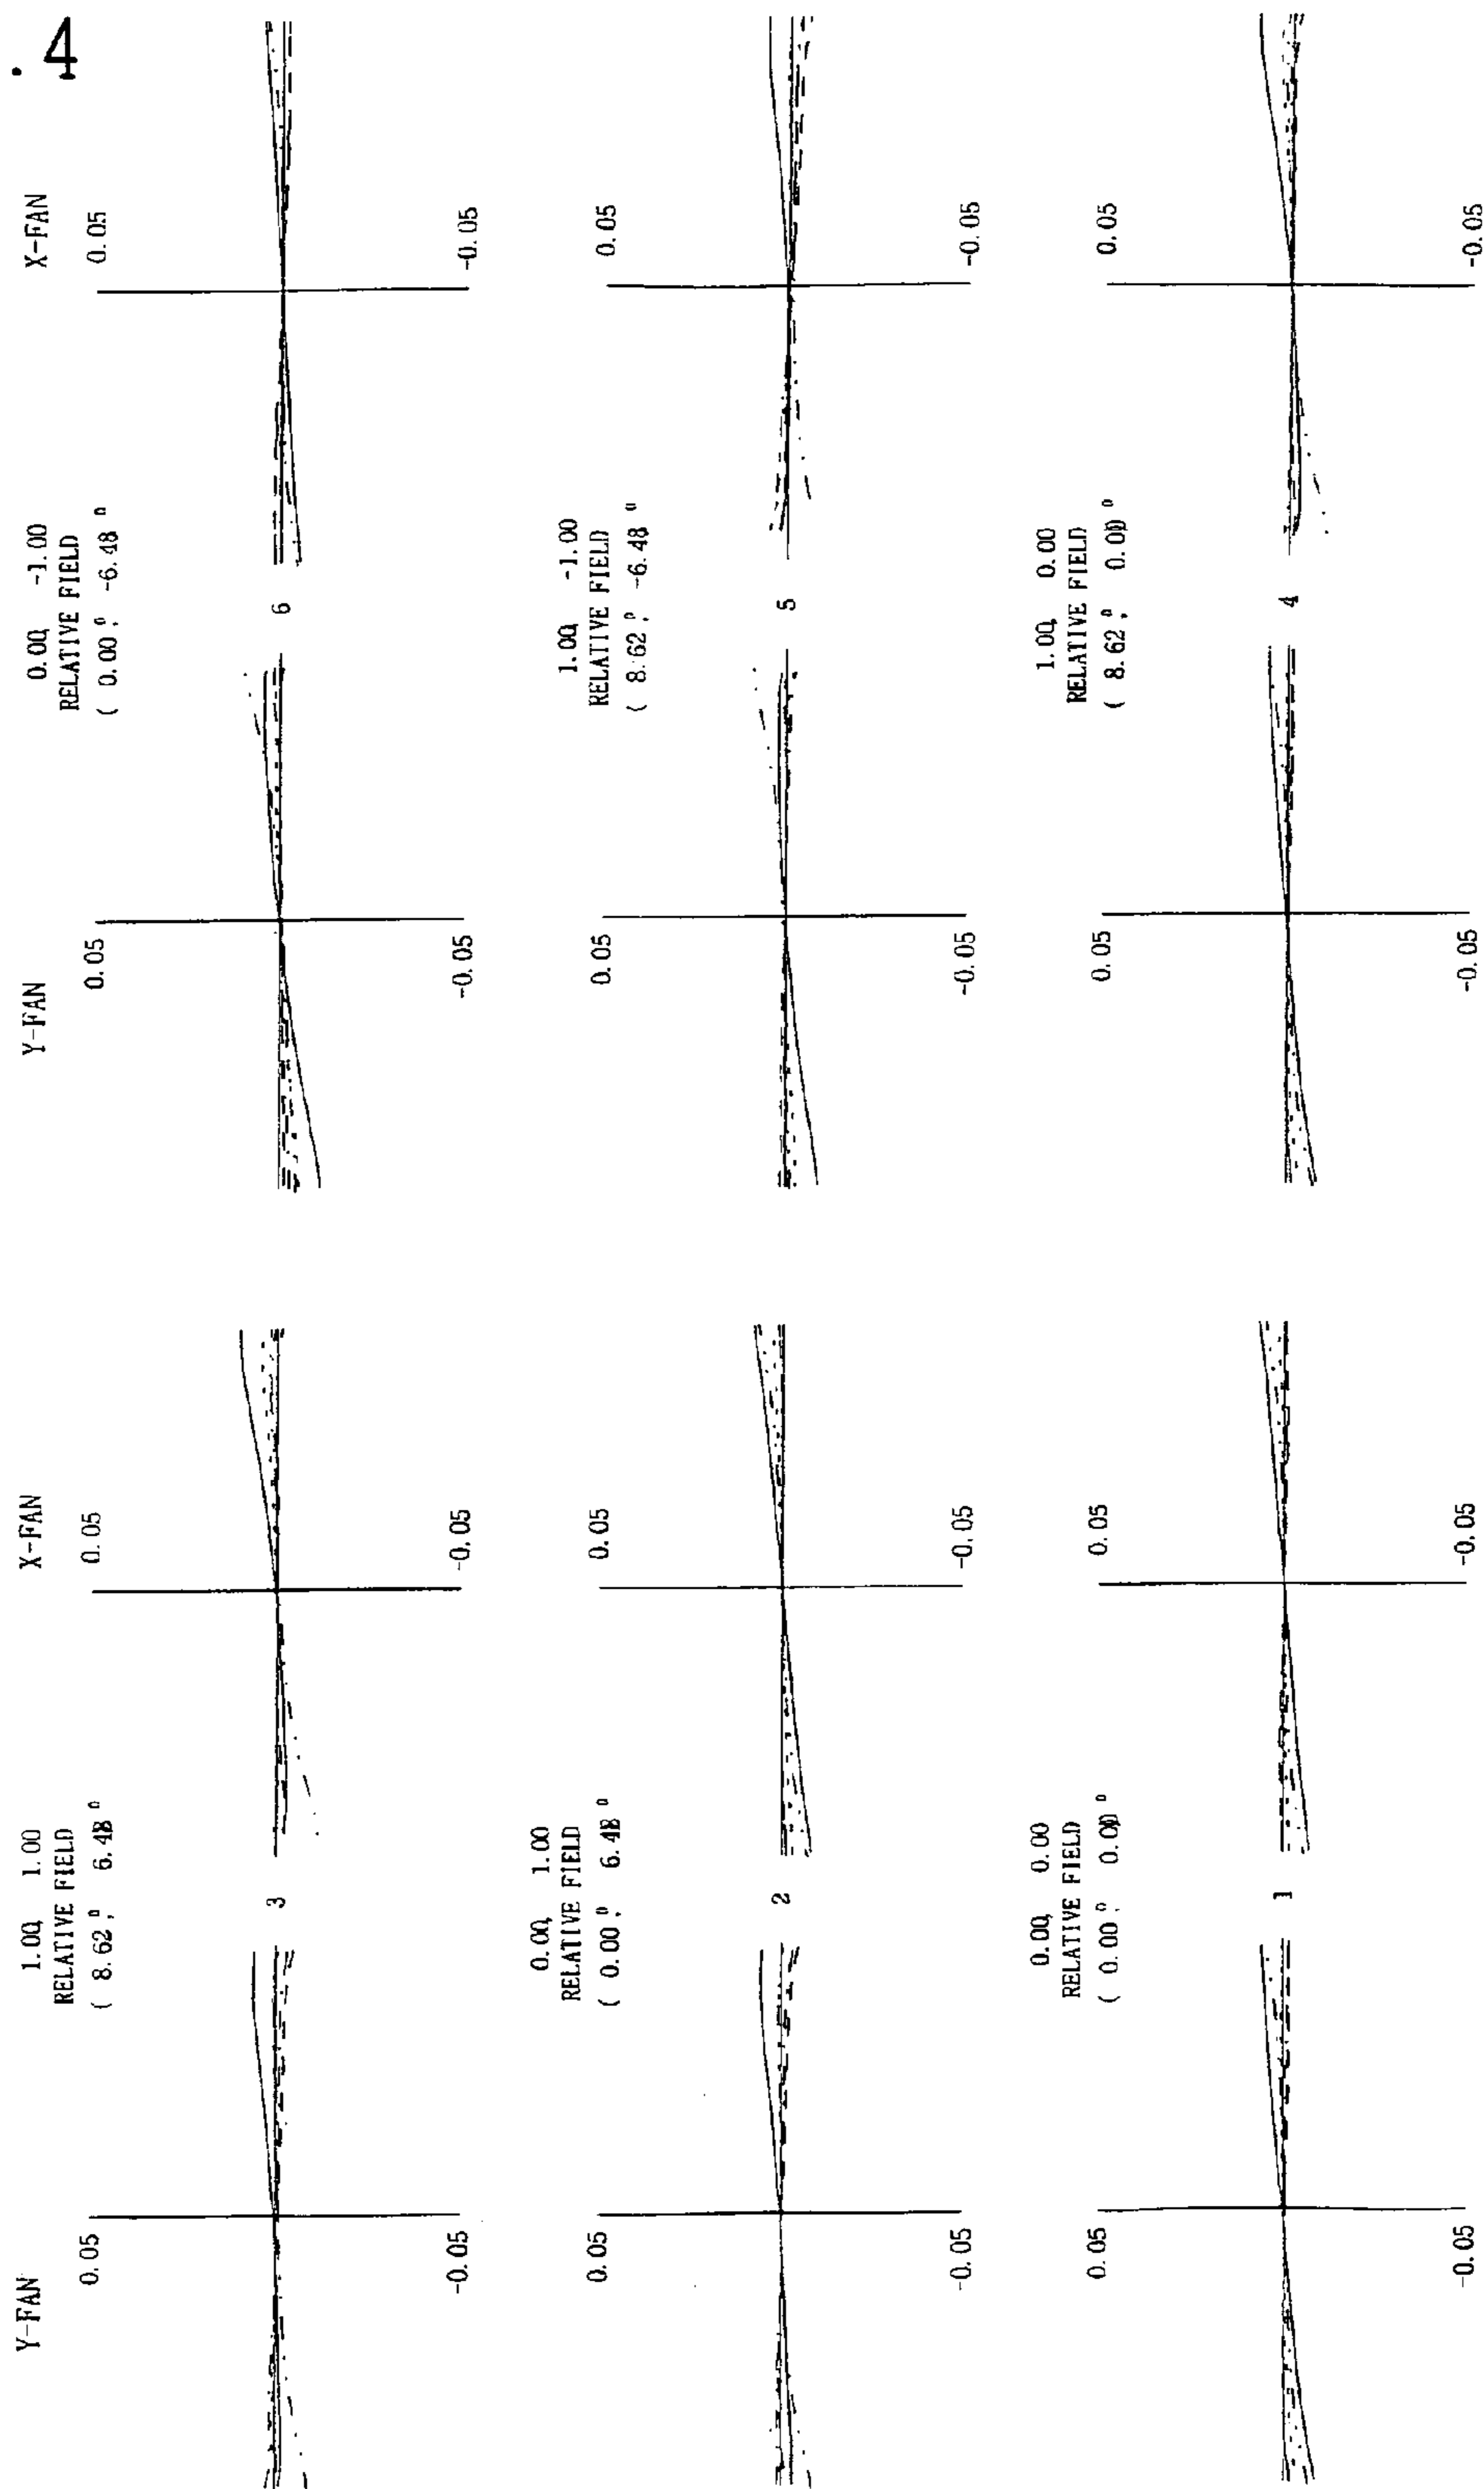 . 4
Y-FAN
X-FAN
0.05
1.00, 1.00
RELATIVE FIELD
( 8.62°, 6.48°
0.05
3
-0.05
-0.05
0.05
0.00, 1.00
RELATIVE FIELD
( 0.00°, 6.48°
0.05
2
-0.05
-0.05
0.05
0.00, 0.00
RELATIVE FIELD
( 0.00°, 0.00°
0.05
1
-0.05
-0.05
Y-FAN
X-FAN
0.05
0.00, -1.00
RELATIVE FIELD
( 0.00°, -6.48°
0.05
6
-0.05
-0.05
0.05
1.00, -1.00
RELATIVE FIELD
( 8.62°, -6.48°
0.05
5
-0.05
-0.05
0.05
1.00, 0.00
RELATIVE FIELD
( 8.62°, 0.00°
0.05
4
-0.05
-0.05